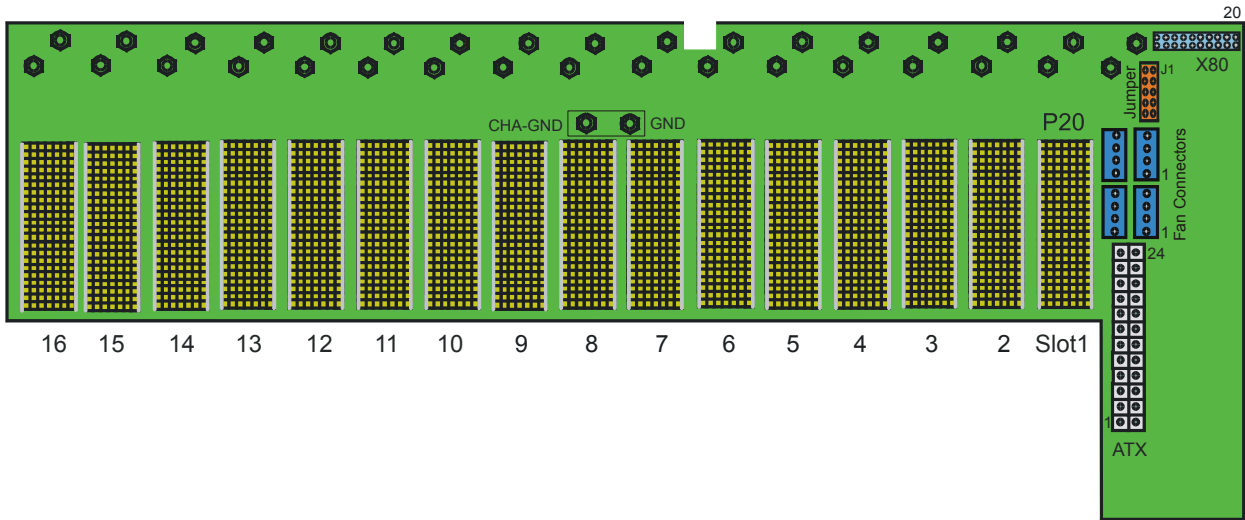 20
X80
Jumper
J1
CHA-GND
GND
P20
Fan Connectors
1
1
24
16 15 14 13 12 11 10 9 8 7 6 5 4 3 2 Slot1
1
ATX